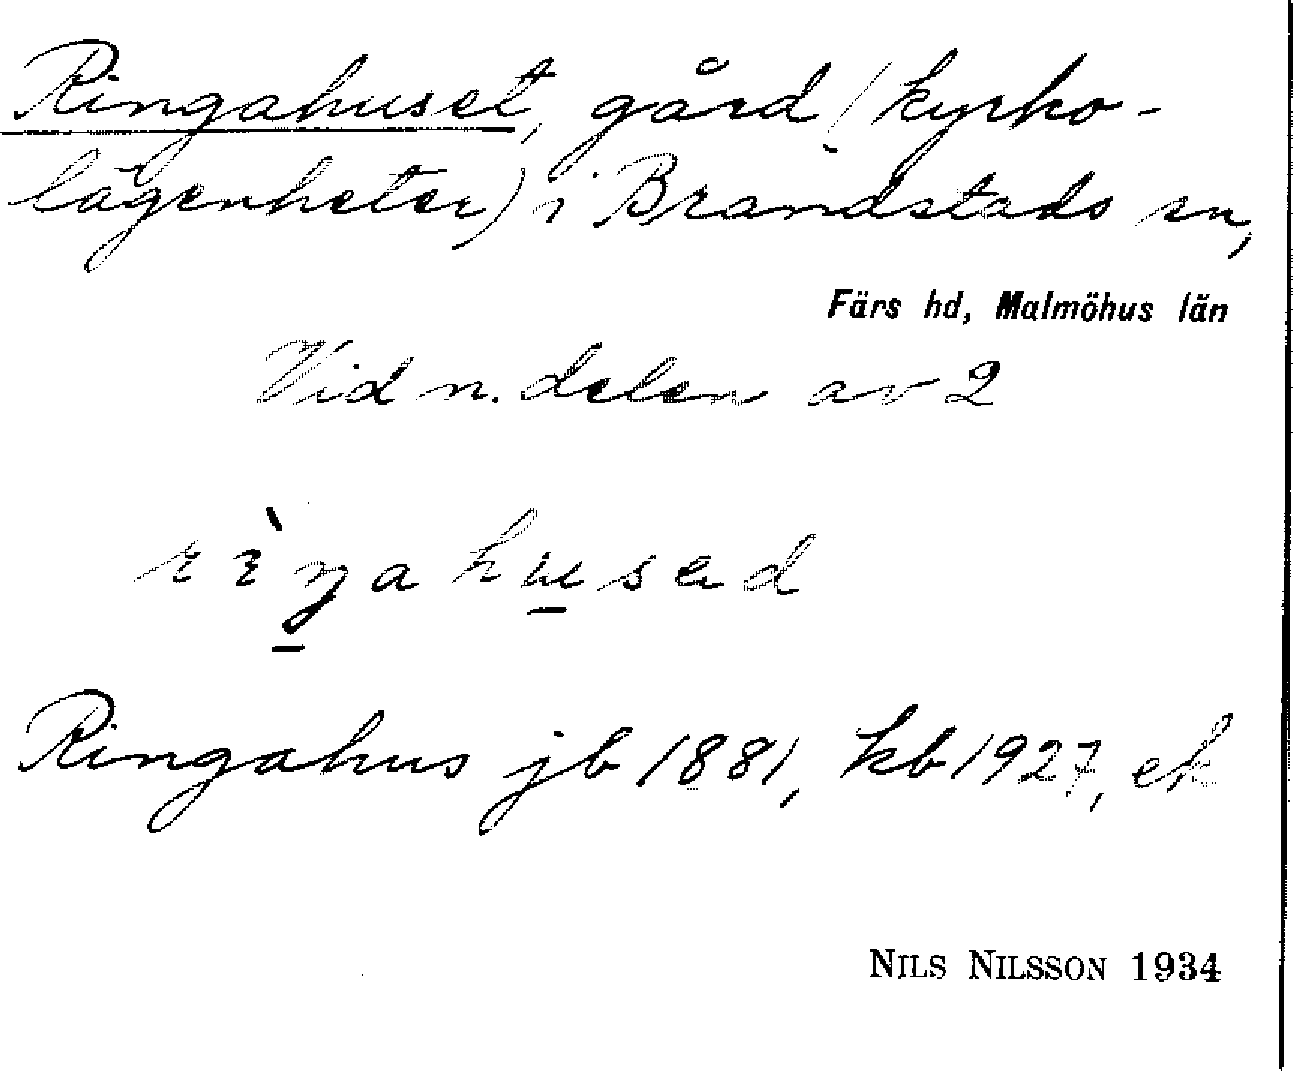 Ringahuset, gård (kyrko-
lägenheter) i Brandstads sn,
Färs hd, Malmöhus län
Vid n. delen av 2
Ringahus jb 1881, kb 1927, ek
NILS NILSSON 1934